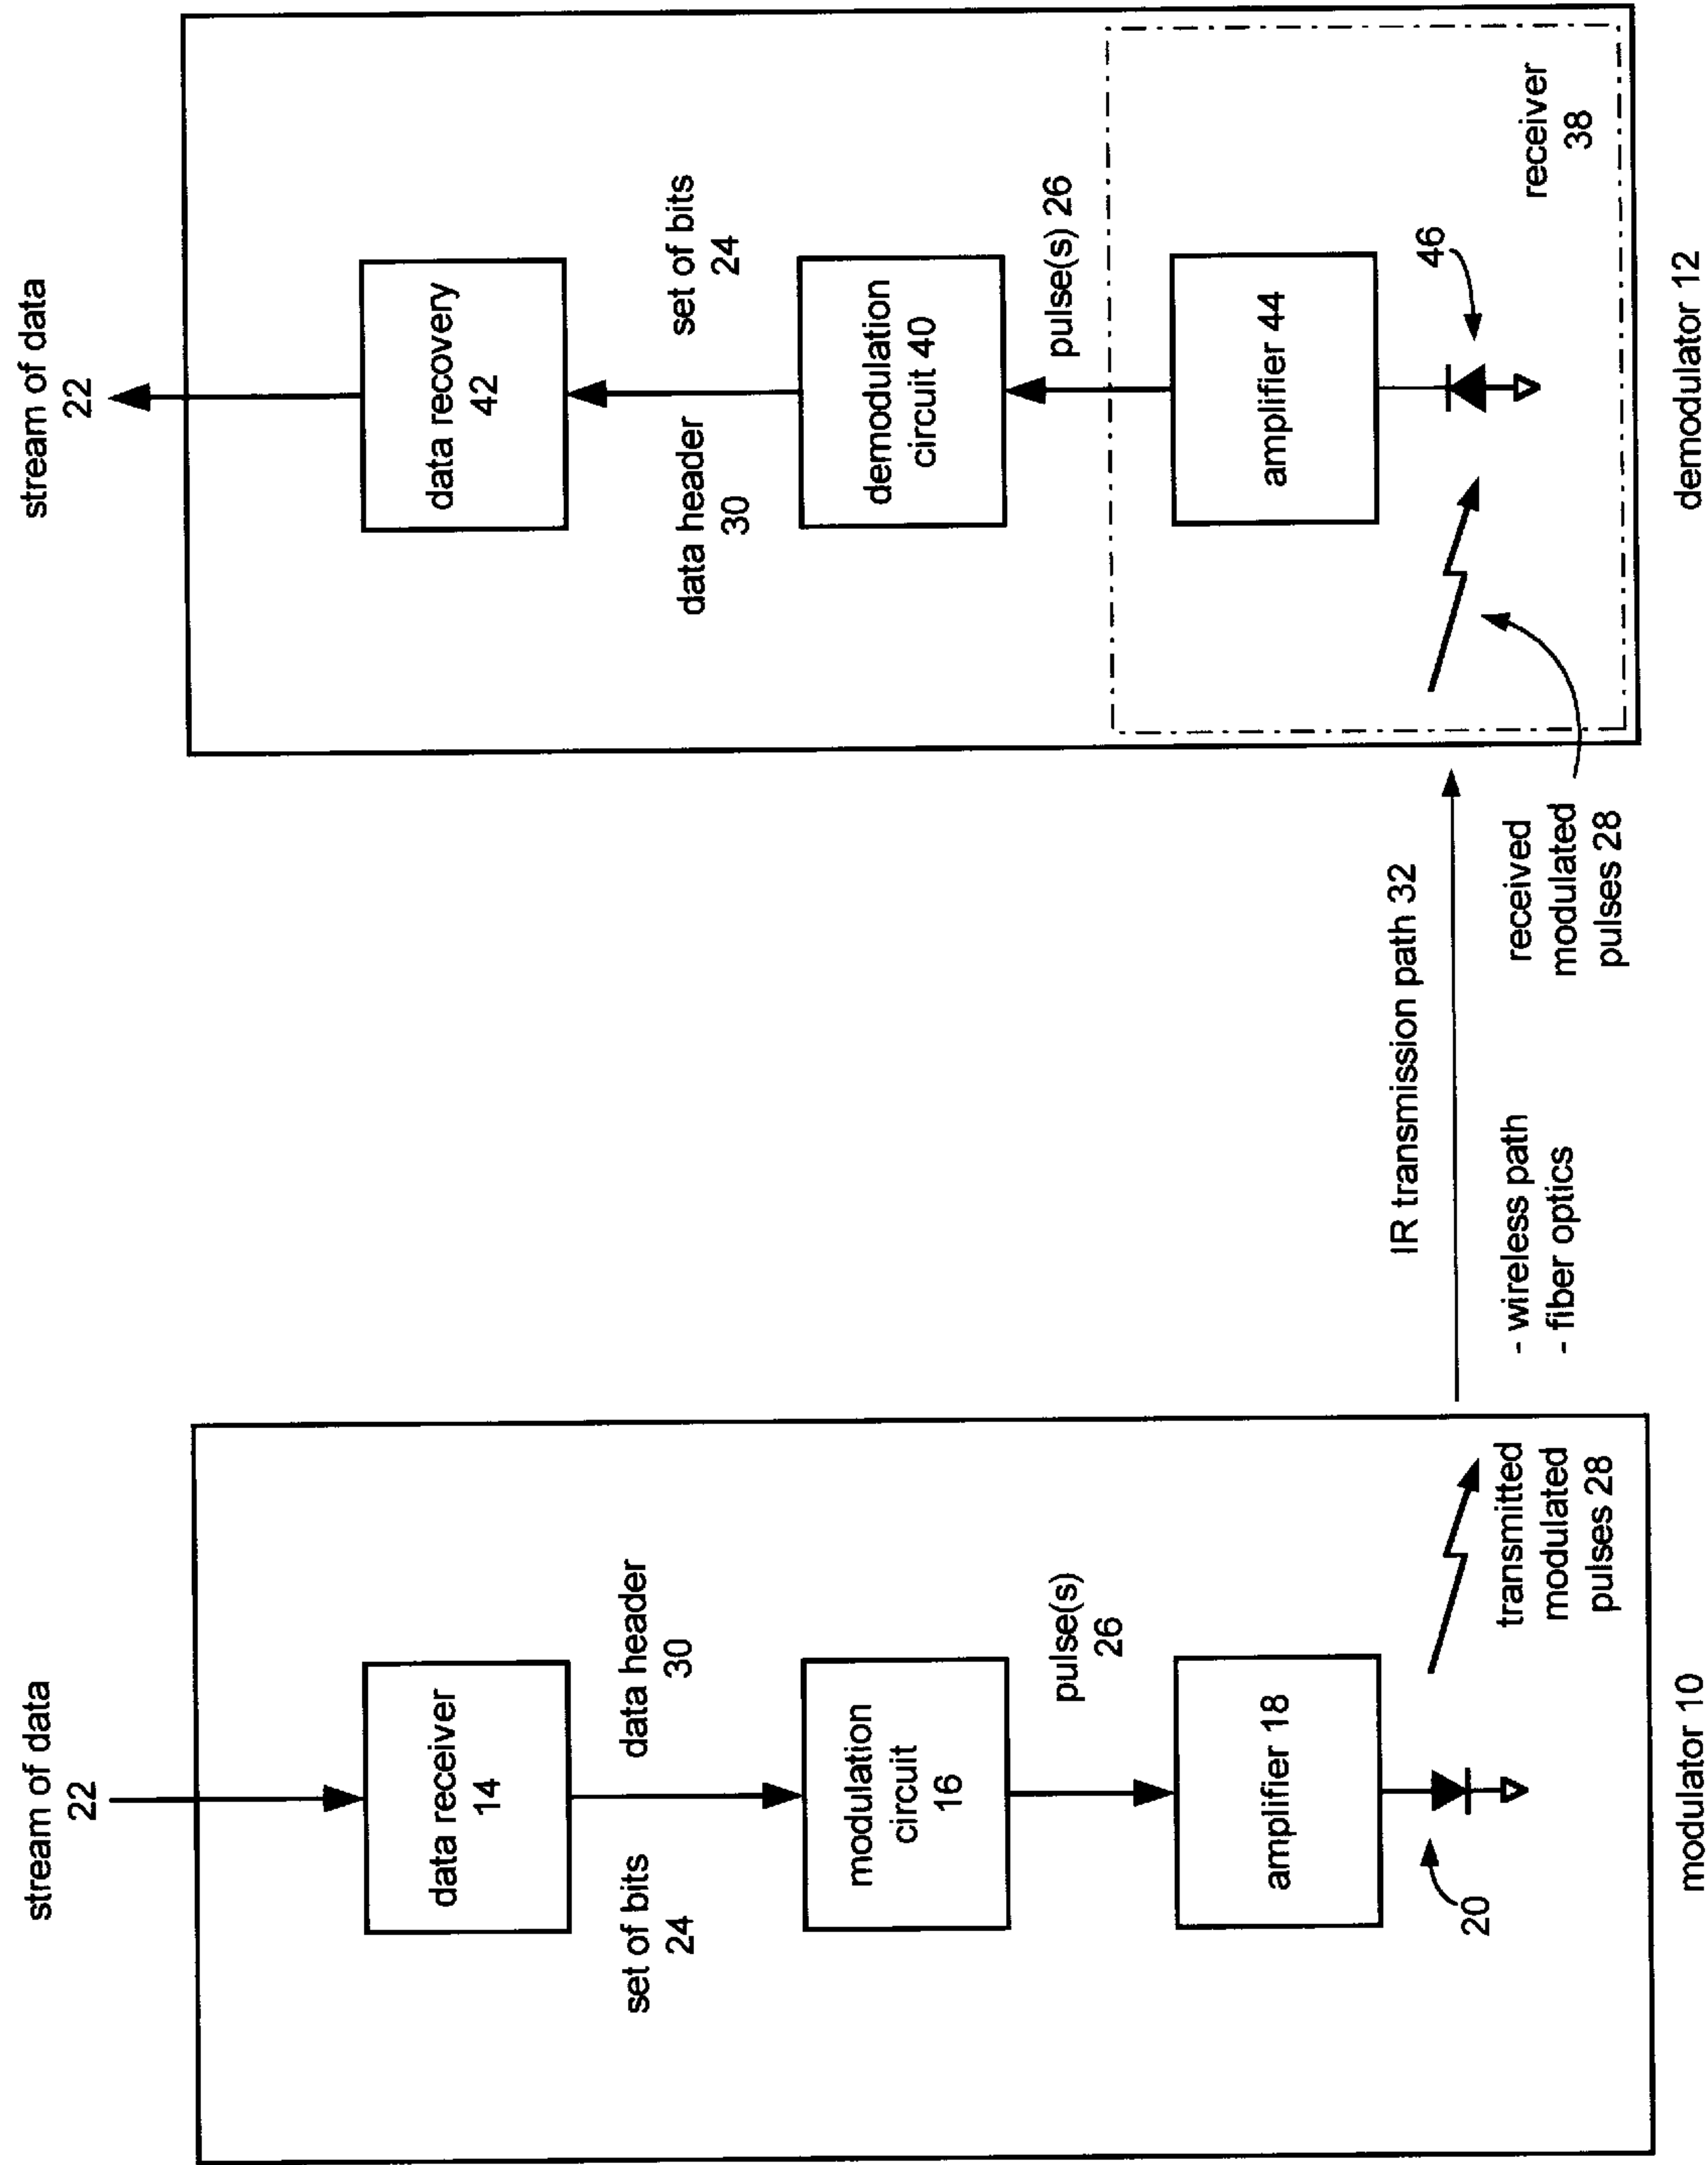 stream of data
22
data receiver
14
set of bits
24
data header
30
modulation
circuit
16
pulse(s)
26
amplifier 18
20
transmitted
modulated
pulses 28
modulator 10
IR transmission path 32
- wireless path
- fiber optics
received
modulated
pulses 28
stream of data
22
data recovery
42
data header
30
set of bits
24
demodulation
circuit 40
pulse(s) 26
amplifier 44
46
receiver
38
demodulator 12